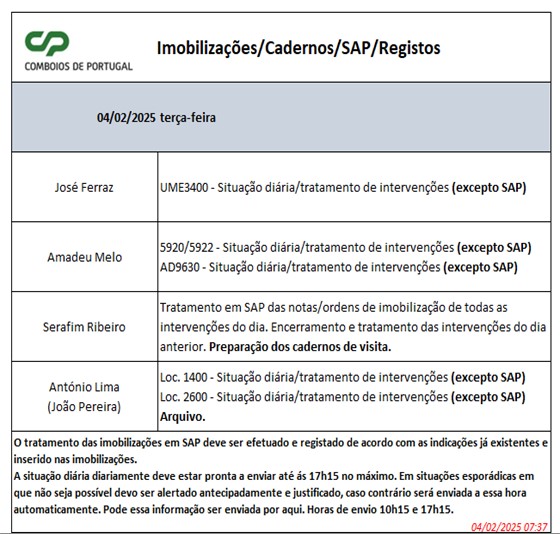 Imobilizações/Cadernos/SAP/Registos
CP
COMBOIOS DE PORTUGAL
04/02/2025 terça-feira
José Ferraz
UME3400 - Situação diária/tratamento de intervenções (excepto SAP)
Amadeu Melo
5920/5922 - Situação diária/tratamento de intervenções (excepto SAP)
AD9630 - Situação diária/tratamento de intervenções (excepto SAP)
Serafim Ribeiro
Tratamento em SAP das notas/ordens de imobilização de todas as
intervenções do dia. Encerramento e tratamento das intervenções do dia
anterior. Preparação dos cadernos de visita.
António Lima
(João Pereira)
Loc. 1400 - Situação diária/tratamento de intervenções (excepto SAP)
Loc. 2600 - Situação diária/tratamento de intervenções (excepto SAP)
Arquivo.
O tratamento das imobilizações em SAP deve ser efetuado e registado de acordo com as indicações já existentes e
inserido nas imobilizações.
A situação diária diariamente deve estar pronta a enviar até ás 17h15 no máximo. Em situações esporádicas em
que não seja possível devo ser alertado antecipadamente e justificado, caso contrário será enviada a essa hora
automaticamente. Pode essa informação ser enviada por aqui. Horas de envio 10h15 e 17h15.
04/02/2025 07:37